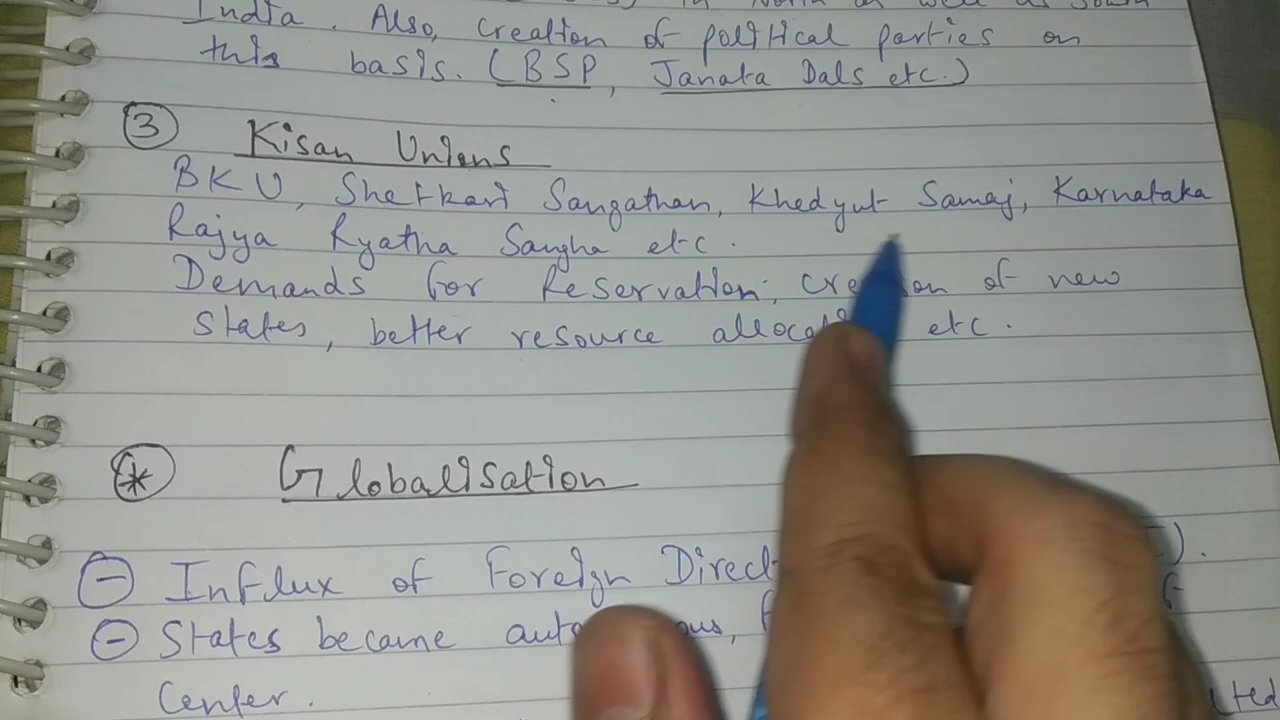 India. Also, creation of political parties on
this basis. (BSP, Janata Dals etc.)
3 Kisan Unions
BKU, Shetkari Sangathan, Khedyut Samaj, Karnataka
Rajya Ryatha Sangha etc.
Demands for Reservation, of new
States, better resource etc.
* Globalisation
Influx of Foreign Direct ).
States became
Center.